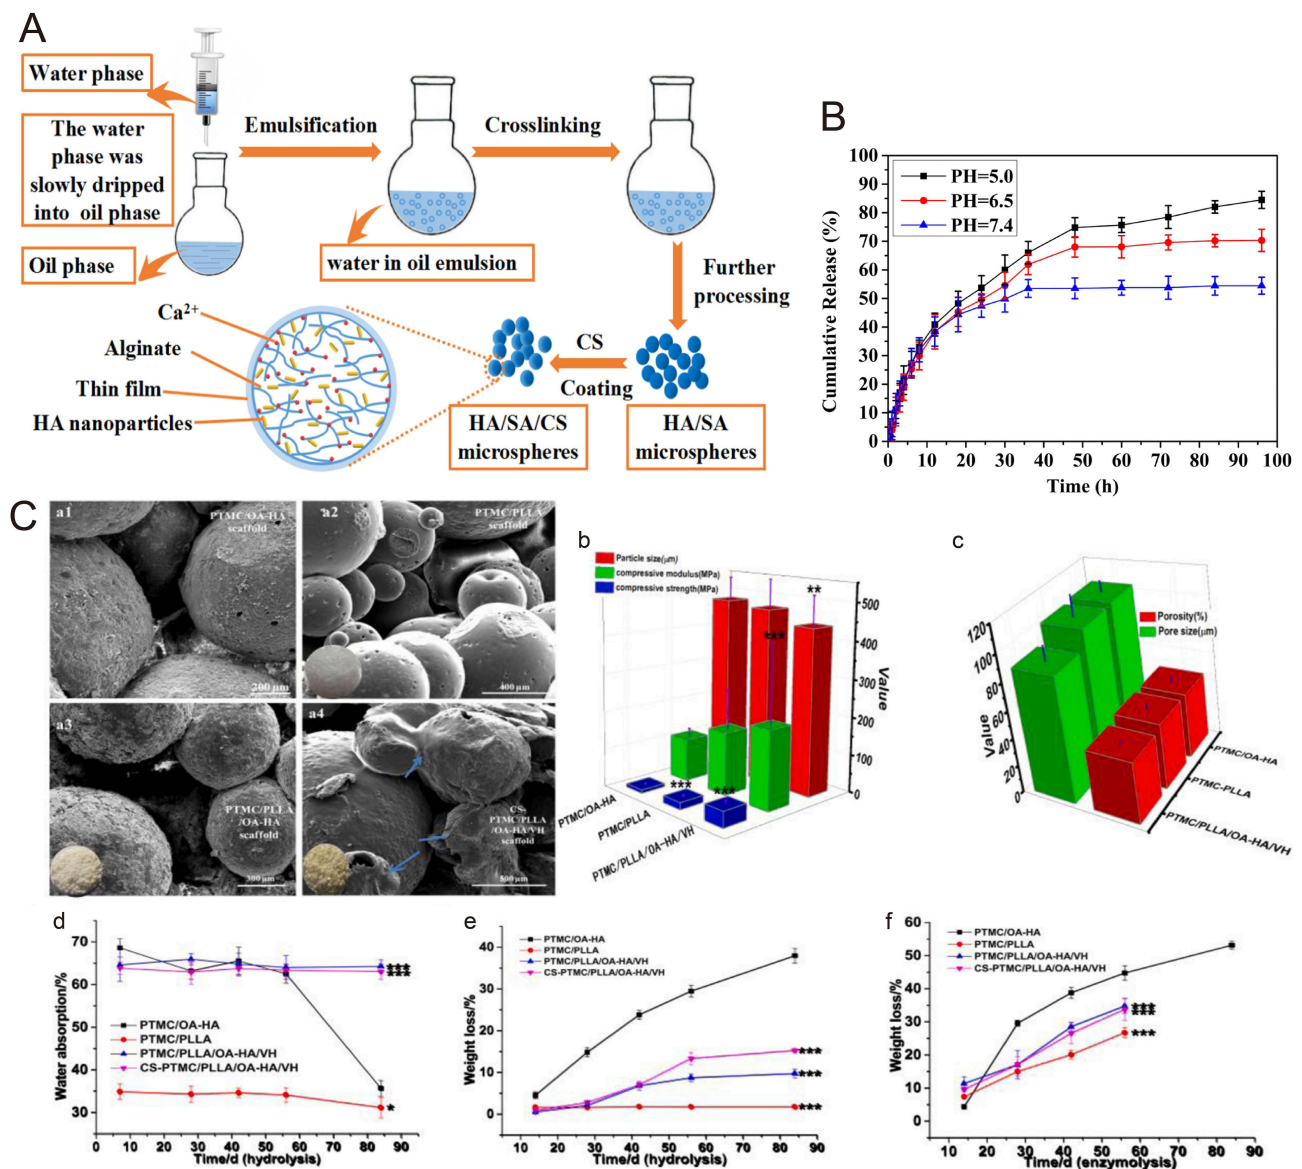 A
Water phase
The water
phase was
slowly dripped
into oil phase
Oil phase
Emulsification
Crosslinking
water in oil emulsion
Further
processing
CS
Coating
HA/SA/CS
microspheres
HA/SA
microspheres
Ca2+
Alginate
Thin film
HA nanoparticles
B
100
90
80
70
60
50
40
30
20
10
0
Cumulative Release (%)
PH=5.0
PH=6.5
PH=7.4
0 10 20 30 40 50 60 70 80 90 100
Time (h)
C
a1
PTMC/OA-HA
scaffold
200 μm
a2
PTMC/PLLA
scaffold
400 μm
a3
PTMC/PLLA
/OA-HA
scaffold
300 μm
a4
CS-
PTMC/PLLA
/OA-HA/VH
scaffold
500 μm
b
Particle size(μm)
compressive modulus(MPa)
compressive strength(MPa)
**
***
***
***
500
400
300
200
100
0
Value
PTMC/OA-HA
PTMC/PLLA
PTMC/PLLA/OA-HA/VH
c
Porosity(%)
Pore size(μm)
120
100
80
60
40
20
0
Value
PTMC/OA-HA
PTMC-PLLA
PTMC/PLLA/OA-HA/VH
d
70
60
50
40
30
Water absorption/%
PTMC/OA-HA
PTMC/PLLA
PTMC/PLLA/OA-HA/VH
CS-PTMC/PLLA/OA-HA/VH
***
***
*
0 10 20 30 40 50 60 70 80 90
Time/d (hydrolysis)
e
40
30
20
10
0
Weight loss/%
PTMC/OA-HA
PTMC/PLLA
PTMC/PLLA/OA-HA/VH
CS-PTMC/PLLA/OA-HA/VH
***
***
***
10 20 30 40 50 60 70 80 90
Time/d (hydrolysis)
f
60
50
40
30
20
10
0
Weight loss/%
PTMC/OA-HA
PTMC/PLLA
PTMC/PLLA/OA-HA/VH
CS-PTMC/PLLA/OA-HA/VH
***
***
***
10 20 30 40 50 60 70 80 90
Time/d (enzymolysis)